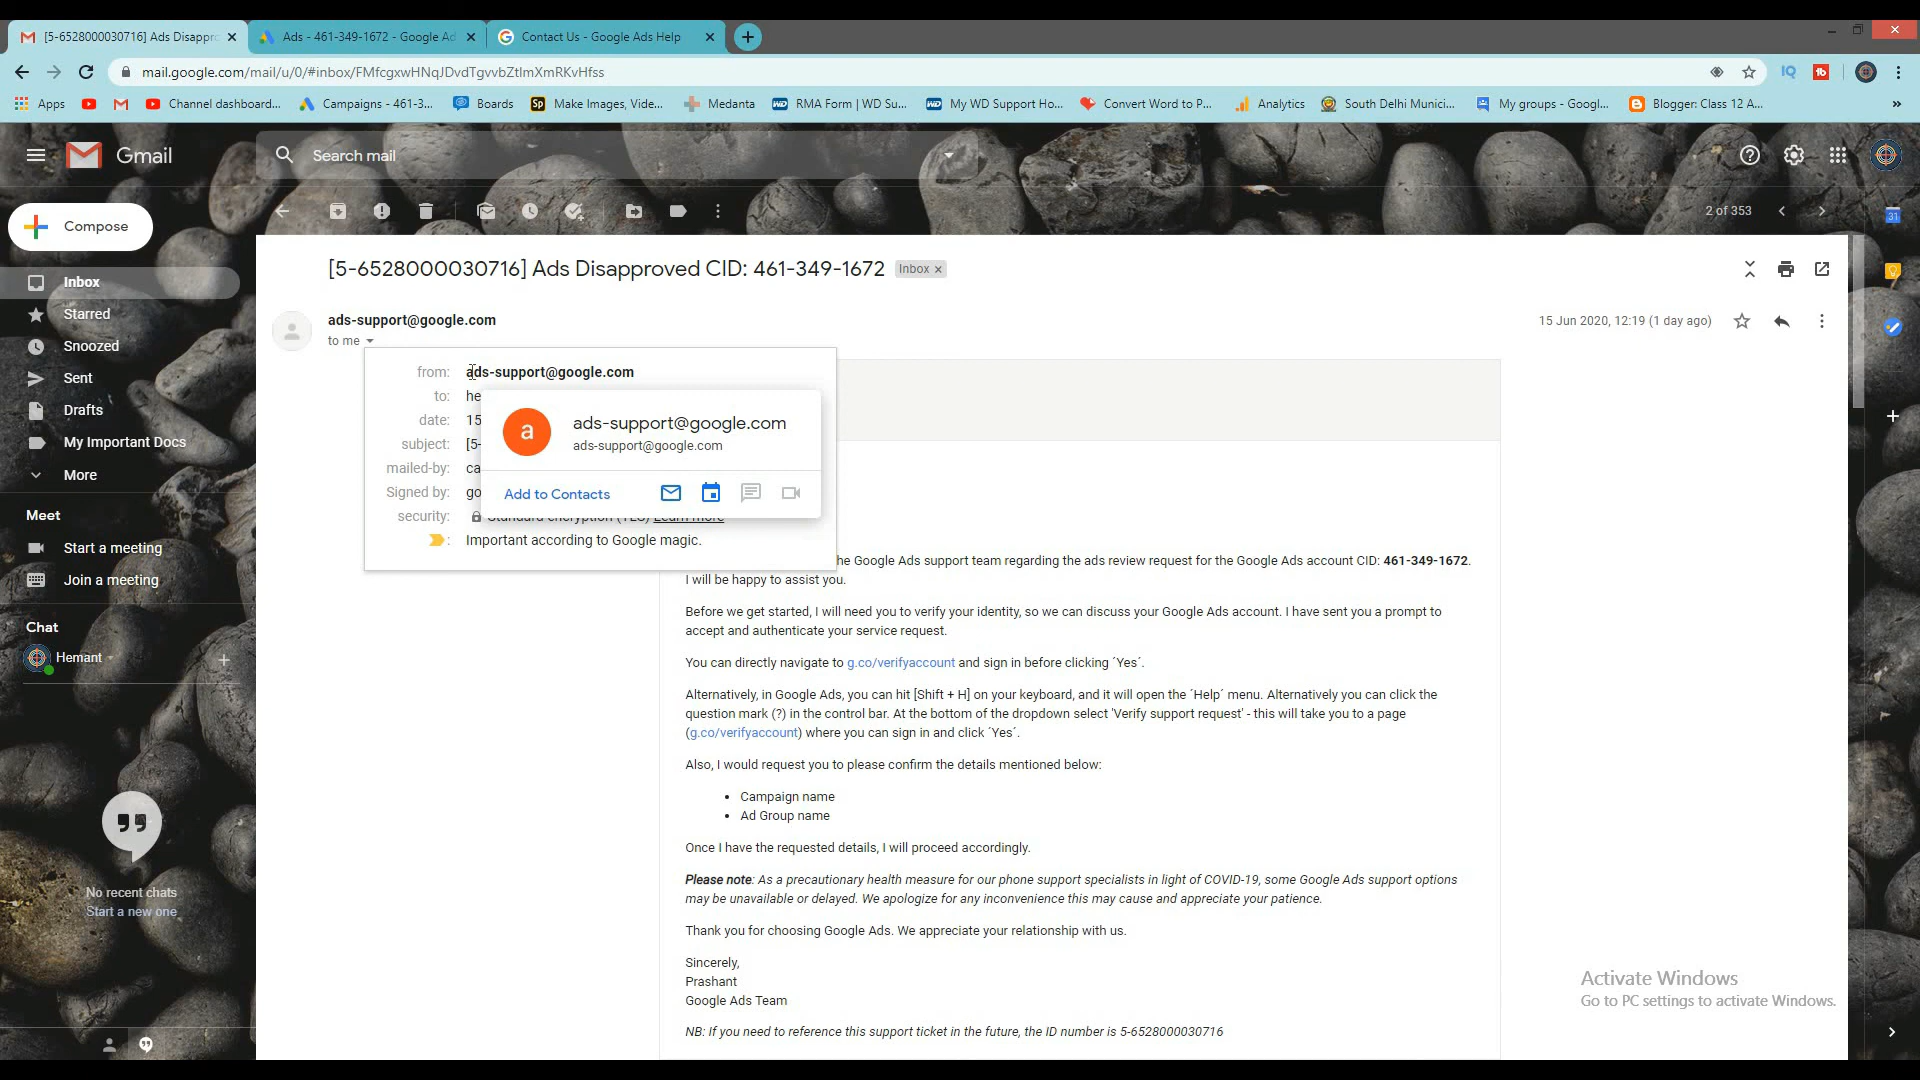 [5-6528000030716] Ads Disappr
Ads - 461-349-1672 - Google Ad
Contact Us - Google Ads Help
mail.google.com/mail/u/0/#inbox/FMfcgxwHNqJDvdTgvvbZtlmXmRKvHfss
Apps
Channel dashboard...
Campaigns - 461-3...
Boards
Sp Make Images, Vide...
Medanta
WD RMA Form | WD Su...
WD My WD Support Ho...
Convert Word to P...
Analytics
South Delhi Munici...
My groups - Googl...
Blogger: Class 12 A...
»
Gmail
Search mail
Compose
2 of 353
31
Inbox
Starred
Snoozed
Sent
Drafts
My Important Docs
More
Meet
Start a meeting
Join a meeting
Chat
Hemant
No recent chats
Start a new one
[5-6528000030716] Ads Disapproved CID: 461-349-1672
Inbox ×
ads-support@google.com
to me
15 Jun 2020, 12:19 (1 day ago)
from: ads-support@google.com
to: he
date: 15
subject: [5-
mailed-by: ca
Signed by: go
security: Standard encryption (TLS) Learn more
: Important according to Google magic.
a
ads-support@google.com
ads-support@google.com
Add to Contacts
he Google Ads support team regarding the ads review request for the Google Ads account CID: 461-349-1672.
I will be happy to assist you.
Before we get started, I will need you to verify your identity, so we can discuss your Google Ads account. I have sent you a prompt to
accept and authenticate your service request.
You can directly navigate to g.co/verifyaccount and sign in before clicking ´Yes´.
Alternatively, in Google Ads, you can hit [Shift + H] on your keyboard, and it will open the ´Help´ menu. Alternatively you can click the
question mark (?) in the control bar. At the bottom of the dropdown select 'Verify support request' - this will take you to a page
(g.co/verifyaccount) where you can sign in and click ´Yes´.
Also, I would request you to please confirm the details mentioned below:
• Campaign name
• Ad Group name
Once I have the requested details, I will proceed accordingly.
Please note: As a precautionary health measure for our phone support specialists in light of COVID-19, some Google Ads support options
may be unavailable or delayed. We apologize for any inconvenience this may cause and appreciate your patience.
Thank you for choosing Google Ads. We appreciate your relationship with us.
Sincerely,
Prashant
Google Ads Team
NB: If you need to reference this support ticket in the future, the ID number is 5-6528000030716
Activate Windows
Go to PC settings to activate Windows.